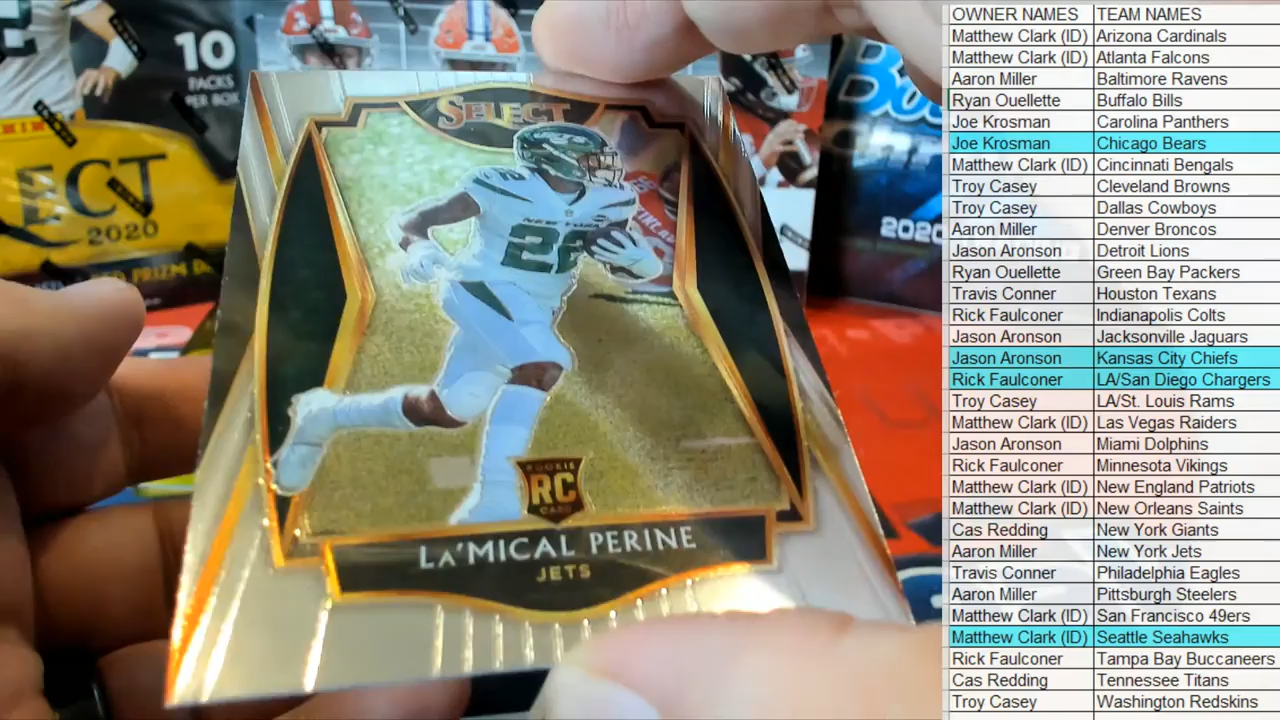 10
PACKS
PER BOX
ECT
2020
SELECT
NEW YORK
22
ROOKIE
RC
CARD
LA'MICAL PERINE
JETS
2020
OWNER NAMES TEAM NAMES
Matthew Clark (ID) Arizona Cardinals
Matthew Clark (ID) Atlanta Falcons
Aaron Miller Baltimore Ravens
Ryan Ouellette Buffalo Bills
Joe Krosman Carolina Panthers
Joe Krosman Chicago Bears
Matthew Clark (ID) Cincinnati Bengals
Troy Casey Cleveland Browns
Troy Casey Dallas Cowboys
Aaron Miller Denver Broncos
Jason Aronson Detroit Lions
Ryan Ouellette Green Bay Packers
Travis Conner Houston Texans
Rick Faulconer Indianapolis Colts
Jason Aronson Jacksonville Jaguars
Jason Aronson Kansas City Chiefs
Rick Faulconer LA/San Diego Chargers
Troy Casey LA/St. Louis Rams
Matthew Clark (ID) Las Vegas Raiders
Jason Aronson Miami Dolphins
Rick Faulconer Minnesota Vikings
Matthew Clark (ID) New England Patriots
Matthew Clark (ID) New Orleans Saints
Cas Redding New York Giants
Aaron Miller New York Jets
Travis Conner Philadelphia Eagles
Aaron Miller Pittsburgh Steelers
Matthew Clark (ID) San Francisco 49ers
Matthew Clark (ID) Seattle Seahawks
Rick Faulconer Tampa Bay Buccaneers
Cas Redding Tennessee Titans
Troy Casey Washington Redskins